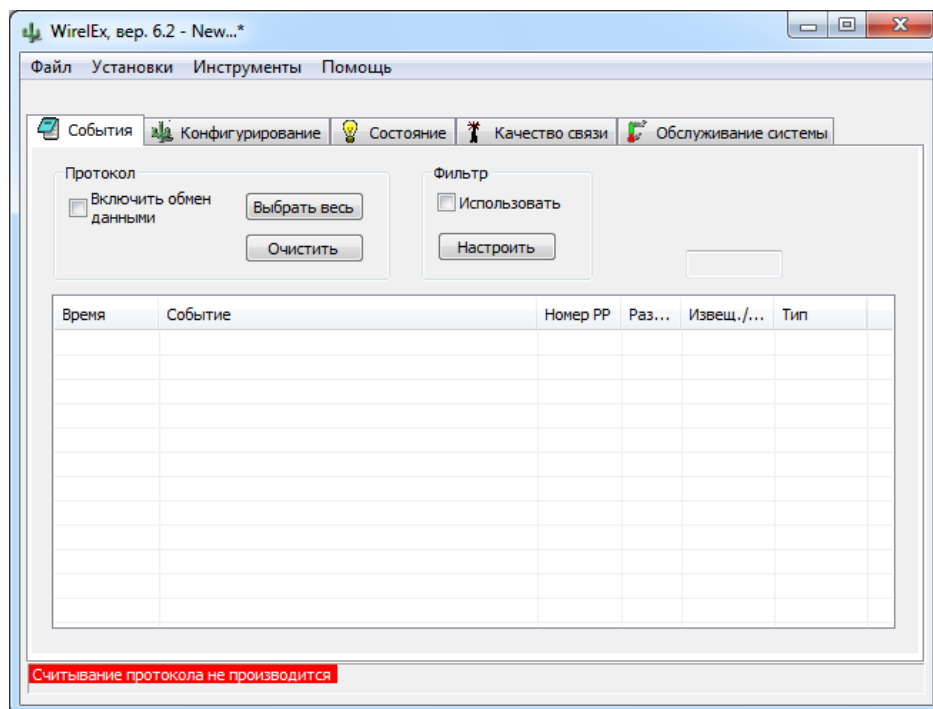 WirelEx, вер. 6.2 - New...*
Файл Установки Инструменты Помощь
События Конфигурирование Состояние Качество связи Обслуживание системы
Протокол Фильтр
Включить обмен данными Выбрать весь Использовать
Очистить Настроить
Время Событие Номер РР Раз... Извещ./... Тип
Считывание протокола не производится